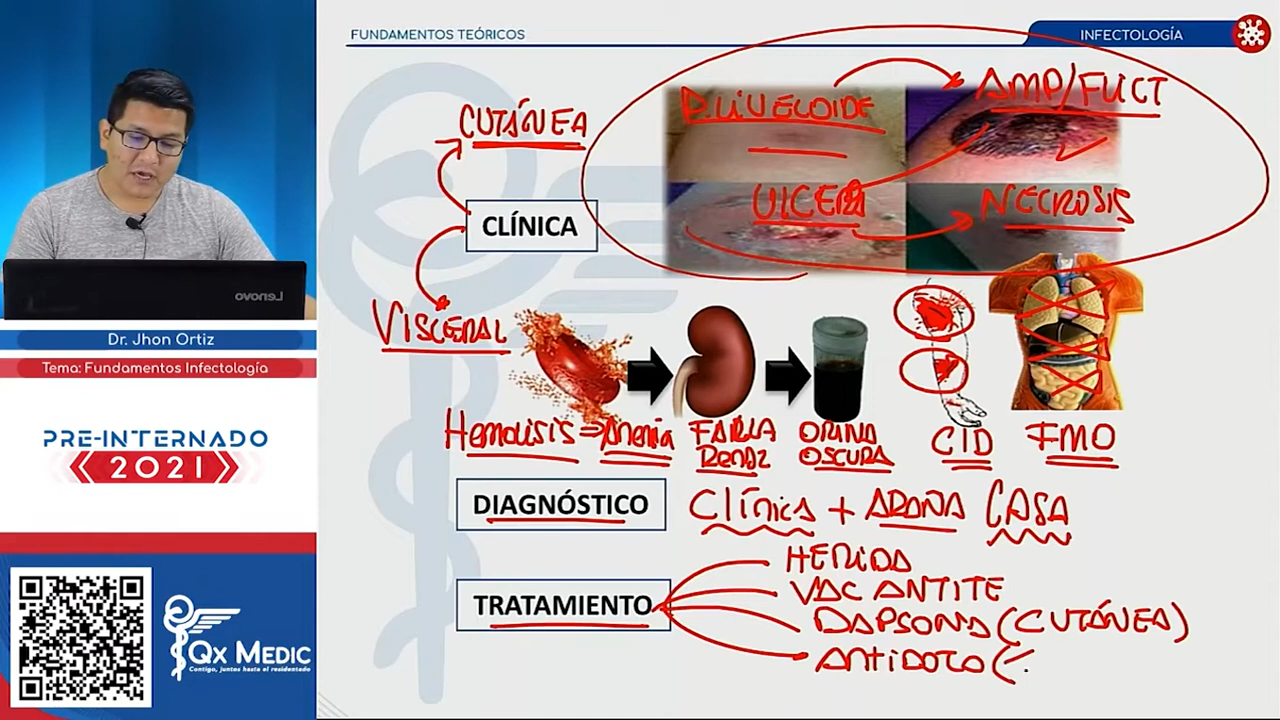 FUNDAMENTOS TEÓRICOS
INFECTOLOGÍA
CUTÁNEA
P. LIVELOIDE
AMP/FLICT
CLÍNICA
ULCERA
NECROSIS
VISCERAL
Hemolisis ⇒ Anemia
FALLA
RENAL
ORINA
OSCURA
CID
FMO
DIAGNÓSTICO
Clínica + ARAÑA CASA
TRATAMIENTO
HERIDA
VAC ANTITE
DAPSONA (CUTÁNEA)
ANTIDOTO (
Lenovo
Dr. Jhon Ortiz
Tema: Fundamentos Infectología
PRE-INTERNADO
2021
QX MEDIC
Contigo, juntos hasta el residentado